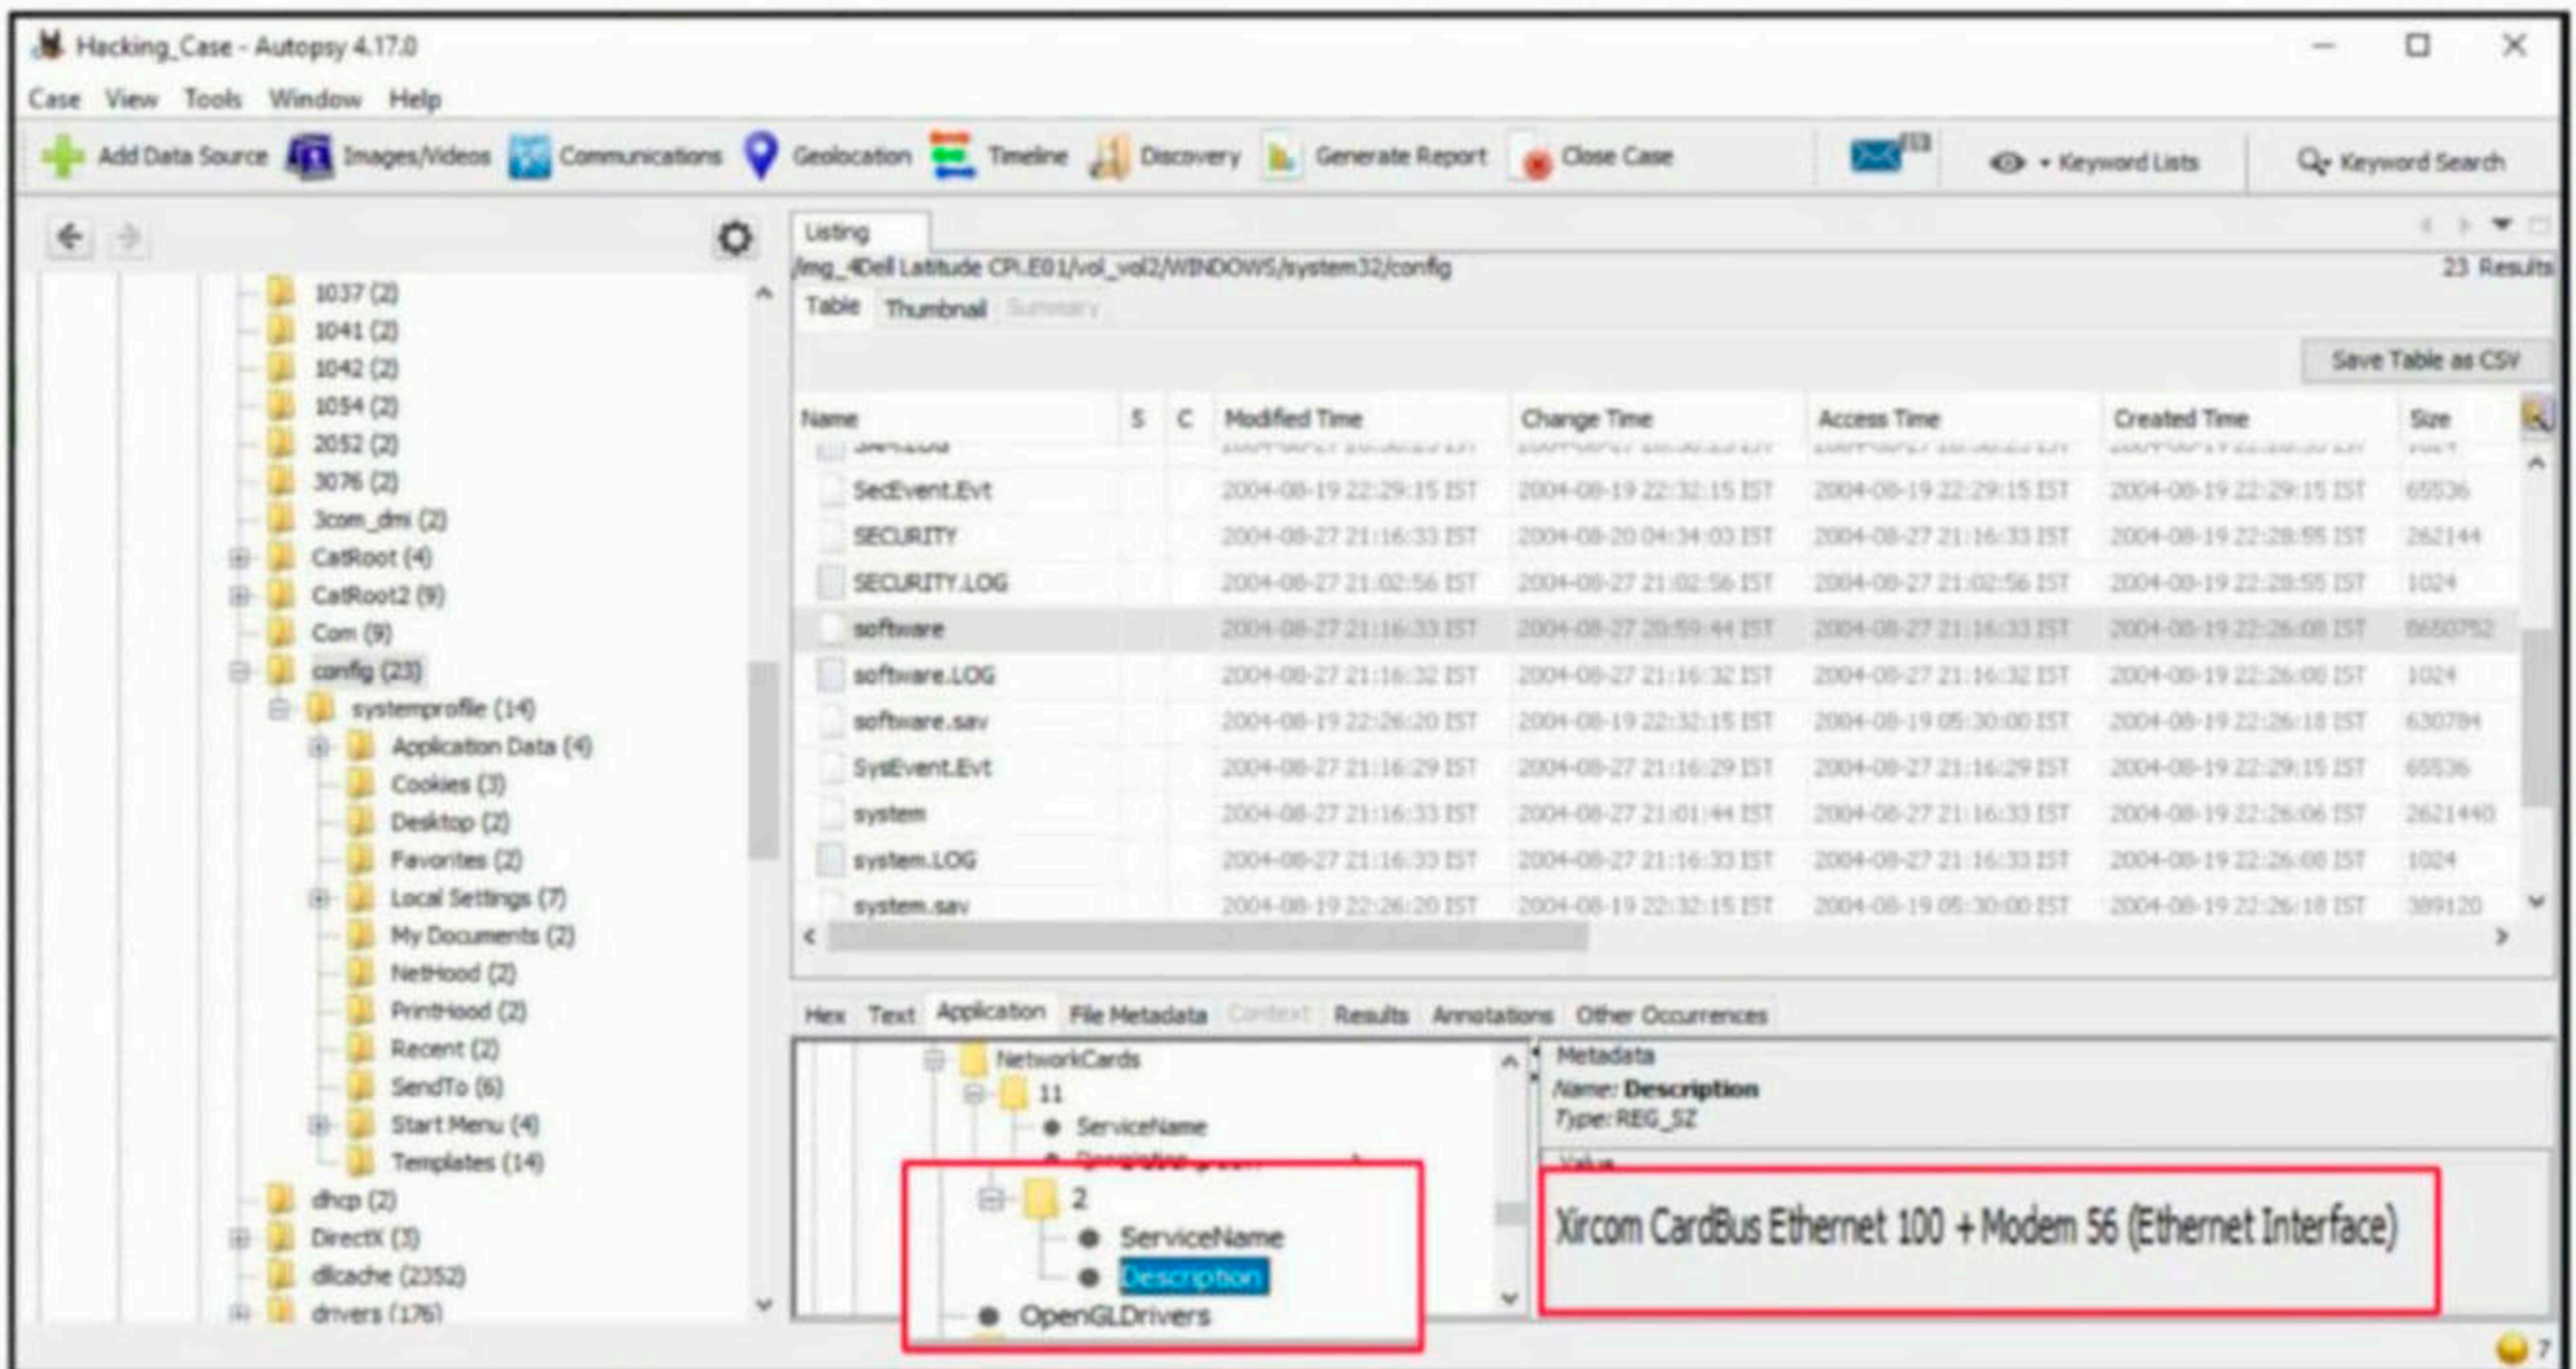 Hacking_Case - Autopsy 4.17.0
Case View Tools Window Help
Add Data Source Images/Videos Communications Geolocation Timeline Discovery Generate Report Close Case Keyword Lists Keyword Search
Listing
/img_4Dell Latitude CPi.E01/vol_vol2/WINDOWS/system32/config 23 Results
Table Thumbnail Summary
Save Table as CSV
Name S C Modified Time Change Time Access Time Created Time Size
SecEvent.Evt 2004-08-19 22:29:15 IST 2004-08-19 22:32:15 IST 2004-08-19 22:29:15 IST 2004-08-19 22:29:15 IST 65536
SECURITY 2004-08-27 21:16:33 IST 2004-08-20 04:34:03 IST 2004-08-27 21:16:33 IST 2004-08-19 22:28:55 IST 262144
SECURITY.LOG 2004-08-27 21:02:56 IST 2004-08-27 21:02:56 IST 2004-08-27 21:02:56 IST 2004-08-19 22:28:55 IST 1024
software 2004-08-27 21:16:33 IST 2004-08-27 20:59:44 IST 2004-08-27 21:16:33 IST 2004-08-19 22:26:08 IST 8650752
software.LOG 2004-08-27 21:16:32 IST 2004-08-27 21:16:32 IST 2004-08-27 21:16:32 IST 2004-08-19 22:26:08 IST 1024
software.sav 2004-08-19 22:26:20 IST 2004-08-19 22:32:15 IST 2004-08-19 05:30:00 IST 2004-08-19 22:26:18 IST 630784
SysEvent.Evt 2004-08-27 21:16:29 IST 2004-08-27 21:16:29 IST 2004-08-27 21:16:29 IST 2004-08-19 22:29:15 IST 65536
system 2004-08-27 21:16:33 IST 2004-08-27 21:01:44 IST 2004-08-27 21:16:33 IST 2004-08-19 22:26:06 IST 2621440
system.LOG 2004-08-27 21:16:33 IST 2004-08-27 21:16:33 IST 2004-08-27 21:16:33 IST 2004-08-19 22:26:08 IST 1024
system.sav 2004-08-19 22:26:20 IST 2004-08-19 22:32:15 IST 2004-08-19 05:30:00 IST 2004-08-19 22:26:18 IST 389120
1037 (2)
1041 (2)
1042 (2)
1054 (2)
2052 (2)
3076 (2)
3com_dmi (2)
CatRoot (4)
CatRoot2 (9)
Com (9)
config (23)
systemprofile (14)
Application Data (4)
Cookies (3)
Desktop (2)
Favorites (2)
Local Settings (7)
My Documents (2)
NetHood (2)
PrintHood (2)
Recent (2)
SendTo (6)
Start Menu (4)
Templates (14)
dhcp (2)
DirectX (3)
dllcache (2352)
drivers (176)
Hex Text Application File Metadata Context Results Annotations Other Occurrences
NetworkCards
11
ServiceName
2
ServiceName
Description
OpenGLDrivers
Metadata
Name: Description
Type: REG_SZ
Value
Xircom CardBus Ethernet 100 + Modem 56 (Ethernet Interface)
7